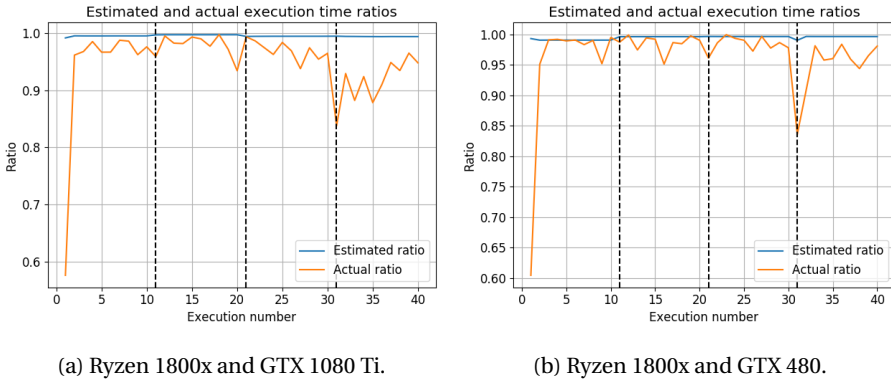 Estimated and actual execution time ratios
1.0
0.9
0.8
0.7
0.6
Ratio
0 5 10 15 20 25 30 35 40
Execution number
Estimated ratio
Actual ratio
(a) Ryzen 1800x and GTX 1080 Ti.
Estimated and actual execution time ratios
1.00
0.95
0.90
0.85
0.80
0.75
0.70
0.65
0.60
Ratio
0 5 10 15 20 25 30 35 40
Execution number
Estimated ratio
Actual ratio
(b) Ryzen 1800x and GTX 480.